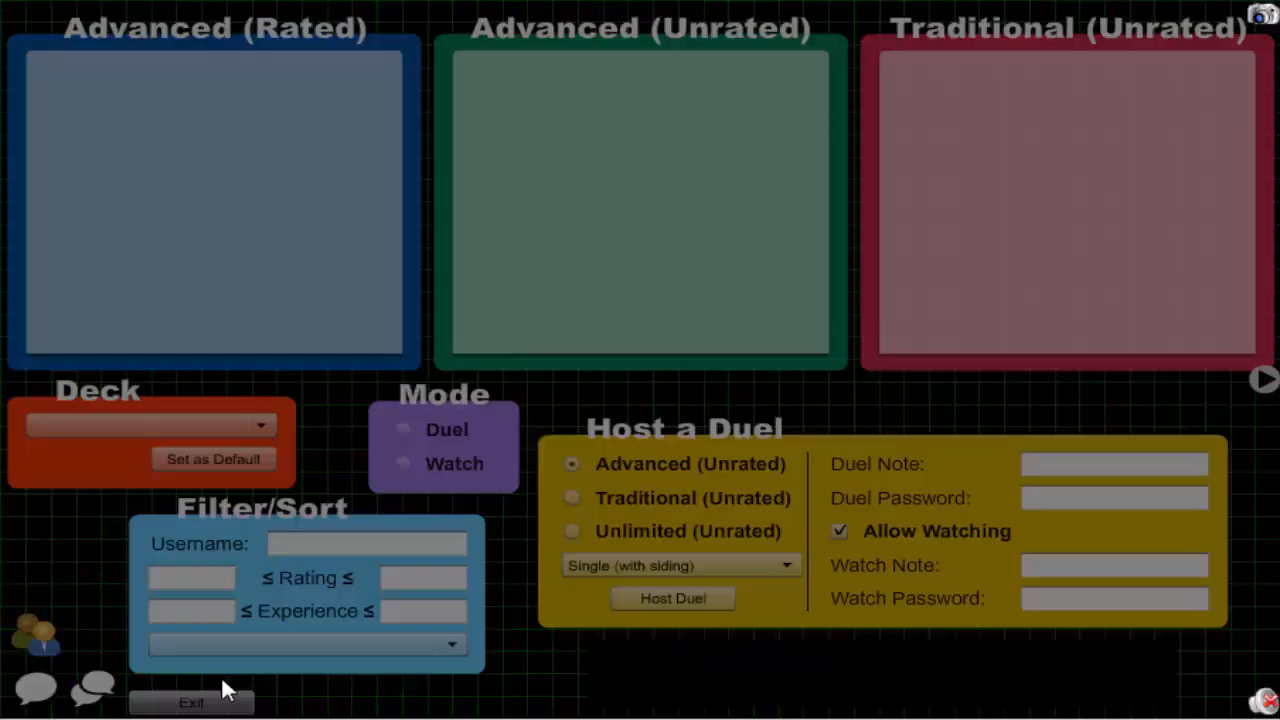 Advanced (Rated)
Advanced (Unrated)
Traditional (Unrated)
Deck
Set as Default
Mode
Duel
Watch
Filter/Sort
Username:
≤ Rating ≤
≤ Experience ≤
Exit
Host a Duel
Advanced (Unrated)
Traditional (Unrated)
Unlimited (Unrated)
Single (with siding)
Host Duel
Duel Note:
Duel Password:
Allow Watching
Watch Note:
Watch Password: